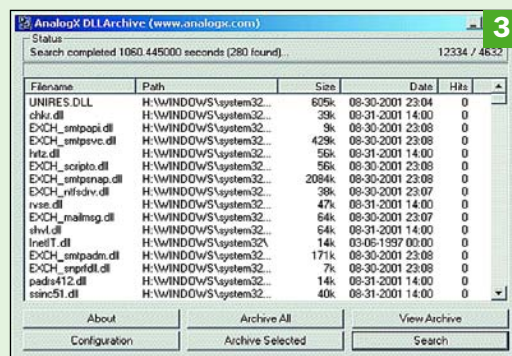 AnalogX DLLArchive (www.analogx.com)
3
Status
Search completed 1060.445000 seconds (280 found)... 12334 / 4632
Filename Path Size Date Hits
UNIRES.DLL H:\WINDOWS\system32... 605k 08-30-2001 23:04 0
chkr.dll H:\WINDOWS\system32... 39k 08-31-2001 14:00 0
EXCH_smtpapi.dll H:\WINDOWS\system32... 9k 08-30-2001 23:08 0
EXCH_smtpsvc.dll H:\WINDOWS\system32... 429k 08-30-2001 23:08 0
hrtz.dll H:\WINDOWS\system32... 56k 08-31-2001 14:00 0
EXCH_scripto.dll H:\WINDOWS\system32... 56k 08-30-2001 23:08 0
EXCH_smtpsnap.dll H:\WINDOWS\system32... 2084k 08-30-2001 23:08 0
EXCH_ntfsdrv.dll H:\WINDOWS\system32... 38k 08-30-2001 23:07 0
rvse.dll H:\WINDOWS\system32... 47k 08-31-2001 14:00 0
EXCH_mailmsg.dll H:\WINDOWS\system32... 64k 08-30-2001 23:07 0
shvl.dll H:\WINDOWS\system32... 64k 08-31-2001 14:00 0
InetIT.dll H:\WINDOWS\system32\ 14k 03-06-1997 00:00 0
EXCH_smtpadm.dll H:\WINDOWS\system32... 171k 08-30-2001 23:08 0
EXCH_snprfdll.dll H:\WINDOWS\system32... 7k 08-30-2001 23:08 0
padrs412.dll H:\WINDOWS\system32... 14k 08-31-2001 14:00 0
ssinc51.dll H:\WINDOWS\system32... 40k 08-31-2001 14:00 0
About Archive All View Archive
Configuration Archive Selected Search